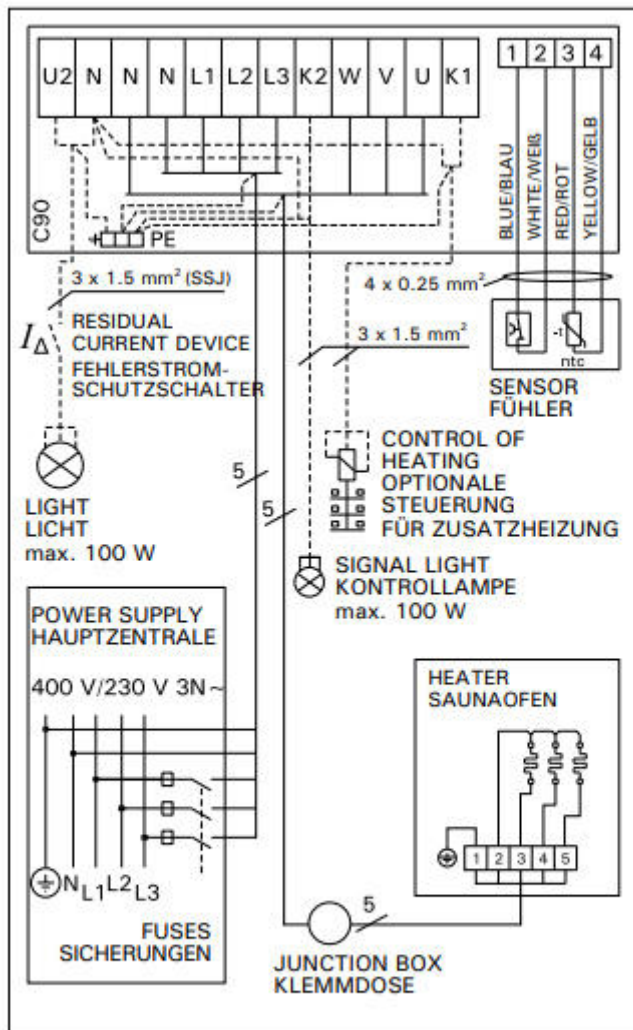 U2 N N N L1 L2 L3 K2 W V U K1
1 2 3 4
BLUE/BLAU
WHITE/WEIß
RED/ROT
YELLOW/GELB
C90
PE
3 x 1.5 mm² (SSJ)
4 x 0.25 mm²
I∆
RESIDUAL
CURRENT DEVICE
FEHLERSTROM-
SCHUTZSCHALTER
3 x 1.5 mm²
-t
ntc
SENSOR
FÜHLER
LIGHT
LICHT
max. 100 W
5
5
CONTROL OF
HEATING
OPTIONALE
STEUERUNG
FÜR ZUSATZHEIZUNG
SIGNAL LIGHT
KONTROLLAMPE
max. 100 W
POWER SUPPLY
HAUPTZENTRALE
400 V/230 V 3N~
N L1 L2 L3
FUSES
SICHERUNGEN
HEATER
SAUNAOFEN
1 2 3 4 5
5
JUNCTION BOX
KLEMMDOSE